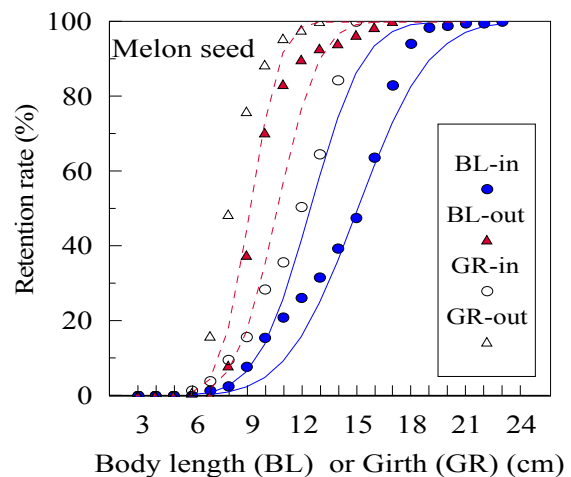 Retention rate (%)
100
80
60
40
20
0
Melon seed
BL-in
BL-out
GR-in
GR-out
3 6 9 12 15 18 21 24
Body length (BL) or Girth (GR) (cm)